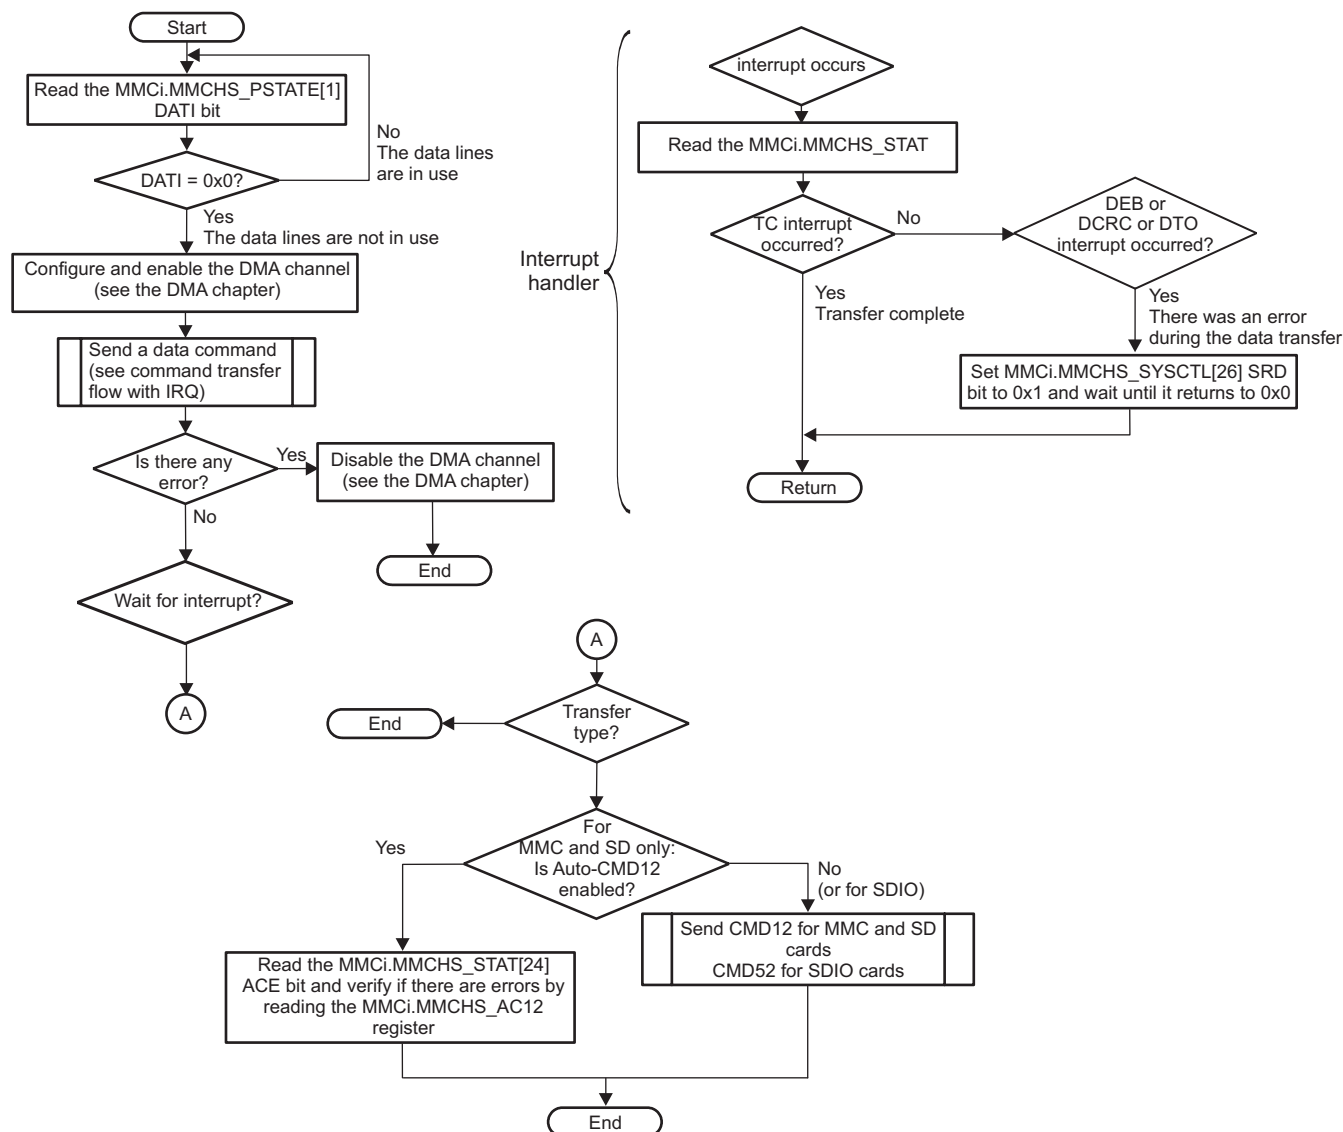 Start
Read the MMCi.MMCHS_PSTATE[1]
DATI bit
No
The data lines
are in use
DATI = 0x0?
Yes
The data lines are not in use
Configure and enable the DMA channel
(see the DMA chapter)
Send a data command
(see command transfer
flow with IRQ)
Is there any
error?
Yes
Disable the DMA channel
(see the DMA chapter)
No
End
Wait for interrupt?
A
Interrupt
handler
interrupt occurs
Read the MMCi.MMCHS_STAT
TC interrupt
occurred?
No
DEB or
DCRC or DTO
interrupt occurred?
Yes
Transfer complete
Yes
There was an error
during the data transfer
Set MMCi.MMCHS_SYSCTL[26] SRD
bit to 0x1 and wait until it returns to 0x0
Return
A
Transfer
type?
End
For
MMC and SD only:
Is Auto-CMD12
enabled?
Yes
No
(or for SDIO)
Read the MMCi.MMCHS_STAT[24]
ACE bit and verify if there are errors by
reading the MMCi.MMCHS_AC12
register
Send CMD12 for MMC and SD
cards
CMD52 for SDIO cards
End